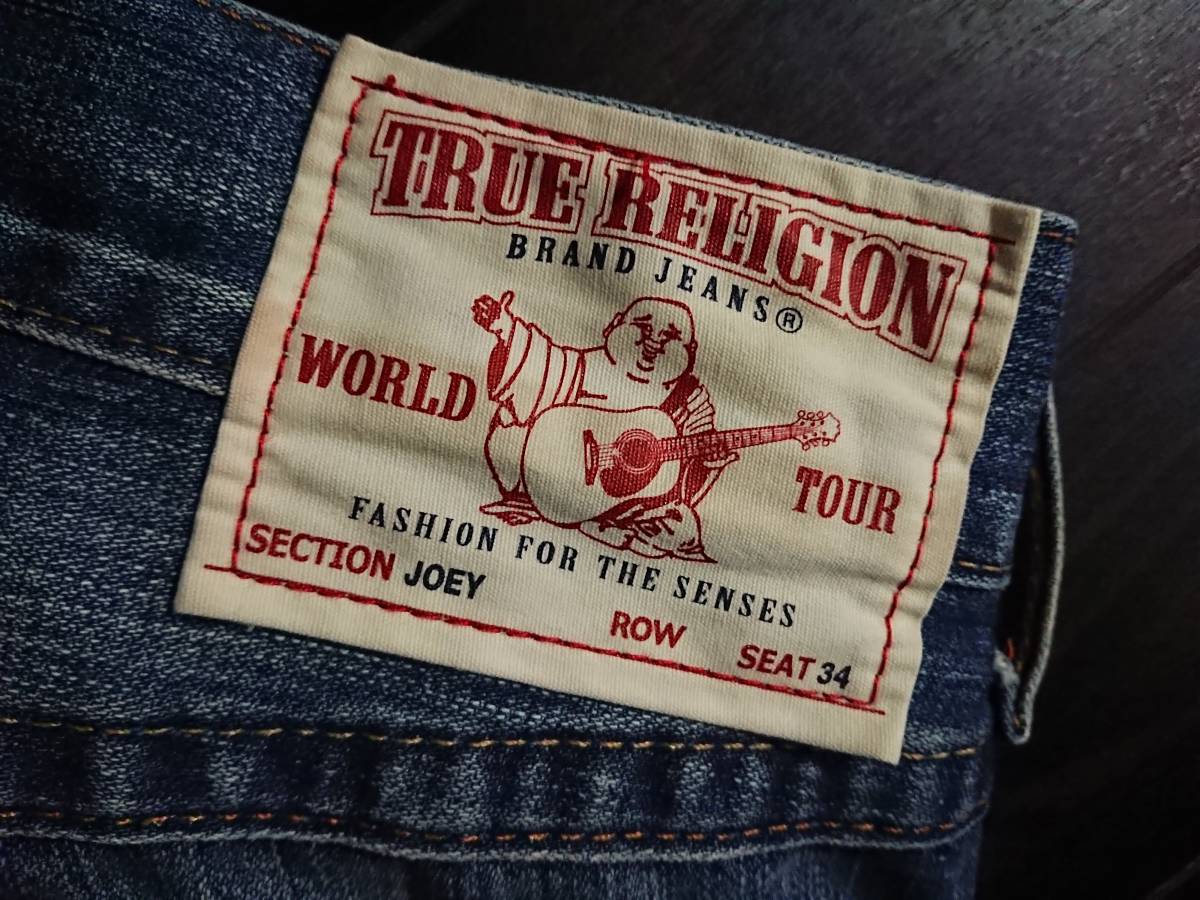 TRUE RELIGION
BRAND JEANS®
WORLD TOUR
FASHION FOR THE SENSES
SECTION JOEY ROW SEAT 34